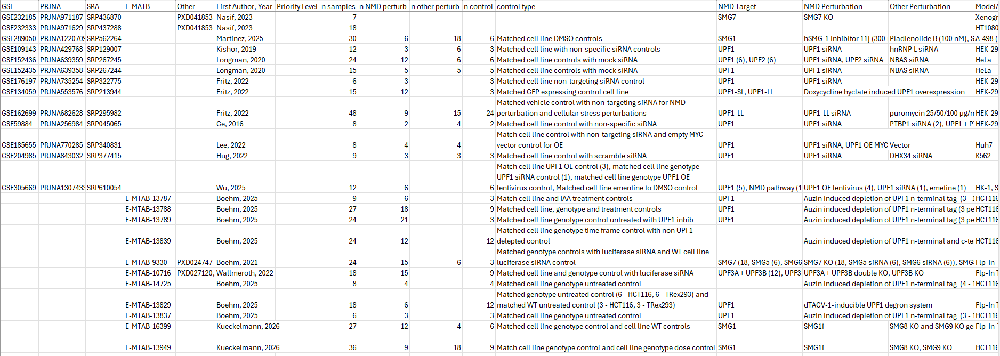 GSE PRJNA SRA E-MATB Other First Author, Year Priority Level n samples n NMD perturb n other perturb n control control type NMD Target NMD Perturbation Other Perturbation Model/
GSE232185 PRJNA971187 SRP436870 PXD041853 Nasif, 2023 7 SMG7 SMG7 KO Xenogr
GSE232333 PRJNA971629 SRP437288 PXD041853 Nasif, 2023 18 HT1080
GSE289050 PRJNA1220709 SRP562264 Martinez, 2025 30 6 18 6 Matched cell line DMSO controls SMG1 hSMG-1 inhibitor 11j (300 Pladienolide B (100 nM), S A-498 (
GSE109143 PRJNA429768 SRP129007 Kishor, 2019 12 3 6 3 Matched cell line with non-specific siRNA controls UPF1 UPF1 siRNA hnRNP L siRNA HEK-29
GSE152436 PRJNA639359 SRP267245 Longman, 2020 24 12 6 6 Matched cell line controls with mock siRNA UPF1 (6), UPF2 (6) UPF1 siRNA, UPF2 siRNA NBAS siRNA HeLa
GSE152435 PRJNA639358 SRP267244 Longman, 2020 15 5 5 5 Matched cell line controls with mock siRNA UPF1 UPF1 siRNA NBAS siRNA HeLa
GSE176197 PRJNA735254 SRP322775 Fritz, 2022 6 3 3 Matched cell line non-targeting siRNA control UPF1 UPF1 siRNA HEK-29
GSE134059 PRJNA553576 SRP213944 Fritz, 2022 15 12 3 Matched GFP expressing control cell line UPF1-SL, UPF1-LL Doxycycline hyclate induced UPF1 overexpression HEK-29
Matched vehicle control with non-targeting siRNA for NMD
GSE162699 PRJNA682628 SRP295982 Fritz, 2022 48 9 15 24 perturbation and cellular stress perturbations UPF1-LL UPF1-LL siRNA puromycin 25/50/100 µg/m HEK-29
GSE59884 PRJNA256984 SRP045065 Ge, 2016 8 2 4 2 Matched cell line control with non-specific siRNA UPF1 UPF1 siRNA PTBP1 siRNA (2), UPF1 + P HEK-29
Match cell line control with non-targeting siRNA and empty MYC
GSE185655 PRJNA770285 SRP340831 Lee, 2022 8 4 4 vector control for OE UPF1 UPF1 siRNA, UPF1 OE MYC Vector Huh7
GSE204985 PRJNA843032 SRP377415 Hug, 2022 9 3 3 3 Matched cell line control with scramble siRNA UPF1 UPF1 siRNA DHX34 siRNA K562
Match cell line UPF1 OE control (3), matched cell line genotype
UPF1 siRNA control (1), matched cell line genotype UPF1 OE
GSE305669 PRJNA1307433 SRP610054 Wu, 2025 12 6 6 lentivirus control, Matched cell line ementine to DMSO control UPF1 (5), NMD pathway (1 UPF1 OE lentivirus (4), UPF1 siRNA (1), emetine (1) HK-1, S
E-MTAB-13787 Boehm, 2025 9 6 3 Match cell line and IAA treatment controls UPF1 Auzin induced depletion of UPF1 n-terminal tag (3 - HCT116
E-MTAB-13788 Boehm, 2025 27 18 9 Matched cell line, genotype and treatment controls UPF1 Auzin induced depletion of UPF1 n-terminal tag (3 pe HCT116
E-MTAB-13789 Boehm, 2025 24 21 3 Matched cell line genotype control untreated with UPF1 inhib UPF1 Auzin induced depletion of UPF1 n-terminal tag (3 pe HCT116
Matched cell line genotype time frame control with non UPF1
E-MTAB-13839 Boehm, 2025 24 12 12 delepted control Auzin induced depletion of UPF1 n-terminal and c-te HCT116
Matched genotype controls with luciferase siRNA and WT cell line
E-MTAB-9330 PXD024747 Boehm, 2021 24 15 6 3 luciferase siRNA control SMG7 (18, SMG5 (6), SMG6 SMG7 KO (18, SMG5 siRNA (6), SMG6 siRNA (6)), SMG Flp-In-T
E-MTAB-10716 PXD027120, Wallmeroth, 2022 18 15 9 Matched cell line and genotype control with luciferase siRNA UPF3A + UPF3B (12), UPF3 UPF3A + UPF3B double KO, UPF3B KO Flp-In T
E-MTAB-14725 Boehm, 2025 8 4 4 Matched cell line genotype untreated control Auzin induced depletion of UPF1 n-terminal tag (4 - HCT116
Matched genotype untreated control (6 - HCT116, 6 - TRex293) and
E-MTAB-13829 Boehm, 2025 18 6 12 matched WT untreated control (3 - HCT116, 3 - TRex293) UPF1 dTAGV-1-inducible UPF1 degron system Flp-In T
E-MTAB-13837 Boehm, 2025 6 3 3 Matched cell line genotype untreated control UPF1 Auzin induced depletion of UPF1 n-terminal tag (3 - HCT116
E-MTAB-16399 Kueckelmann, 2026 27 12 4 6 Matched cell line genotype control and cell line WT controls SMG1 SMG1i SMG8 KO and SMG9 KO ge Flp-In-T
E-MTAB-13949 Kueckelmann, 2026 36 9 18 9 Match cell line genotype control and cell line genotype dose control SMG1 SMG1i SMG8 KO, SMG9 KO HCT116